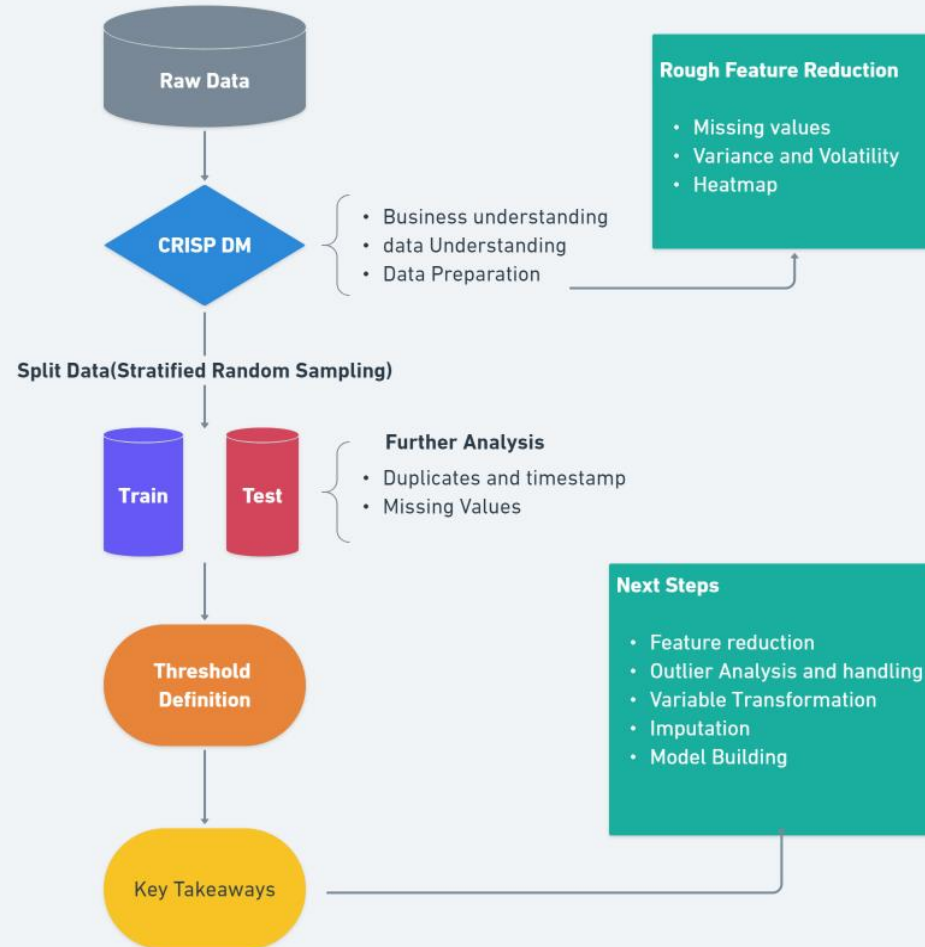 Raw Data
Rough Feature Reduction
• Missing values
• Variance and Volatility
• Heatmap
CRISP DM
• Business understanding
• data Understanding
• Data Preparation
Split Data(Stratified Random Sampling)
Train
Test
Further Analysis
• Duplicates and timestamp
• Missing Values
Threshold
Definition
Next Steps
• Feature reduction
• Outlier Analysis and handling
• Variable Transformation
• Imputation
• Model Building
Key Takeaways